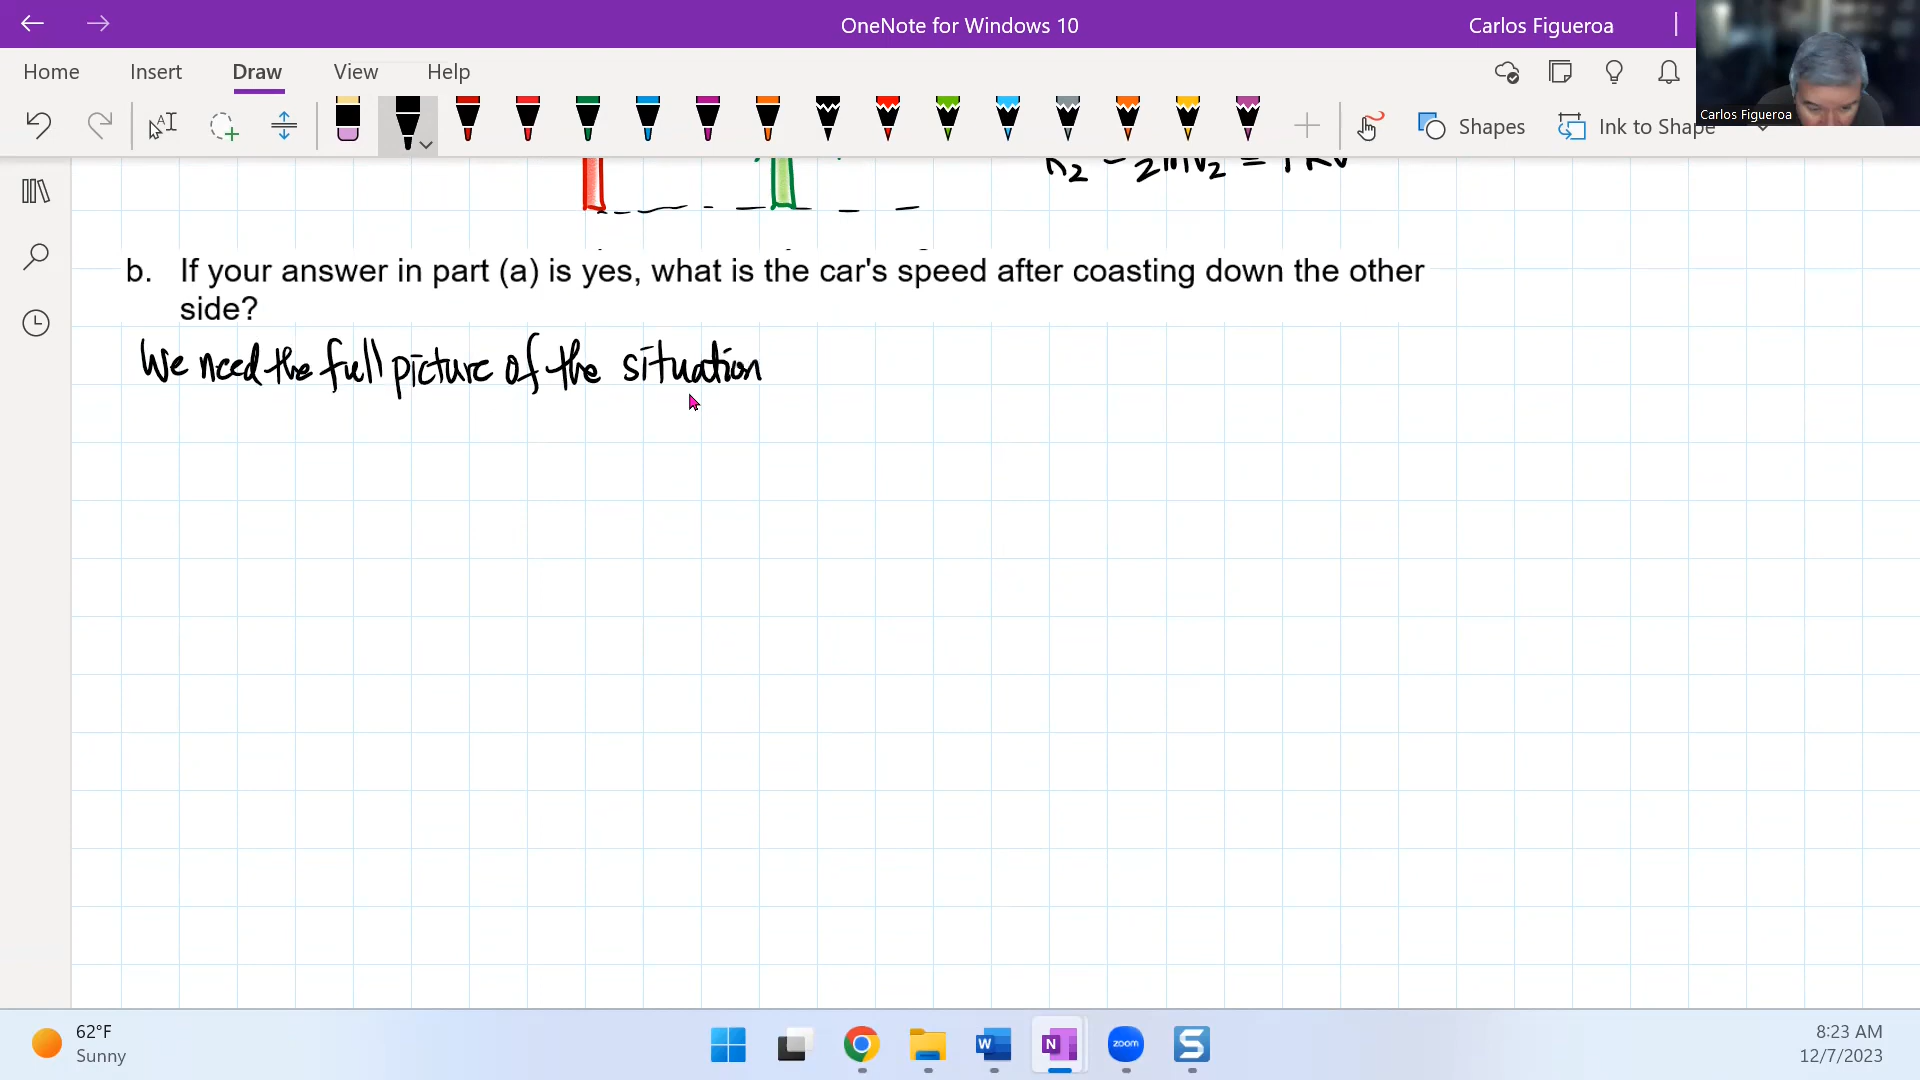 OneNote for Windows 10
Carlos Figueroa
Home Insert Draw View Help
Carlos Figueroa
Shapes Ink to Shape
b. If your answer in part (a) is yes, what is the car's speed after coasting down the other
side?
We need the full picture of the situation
62°F
Sunny
zoom
8:23 AM
12/7/2023